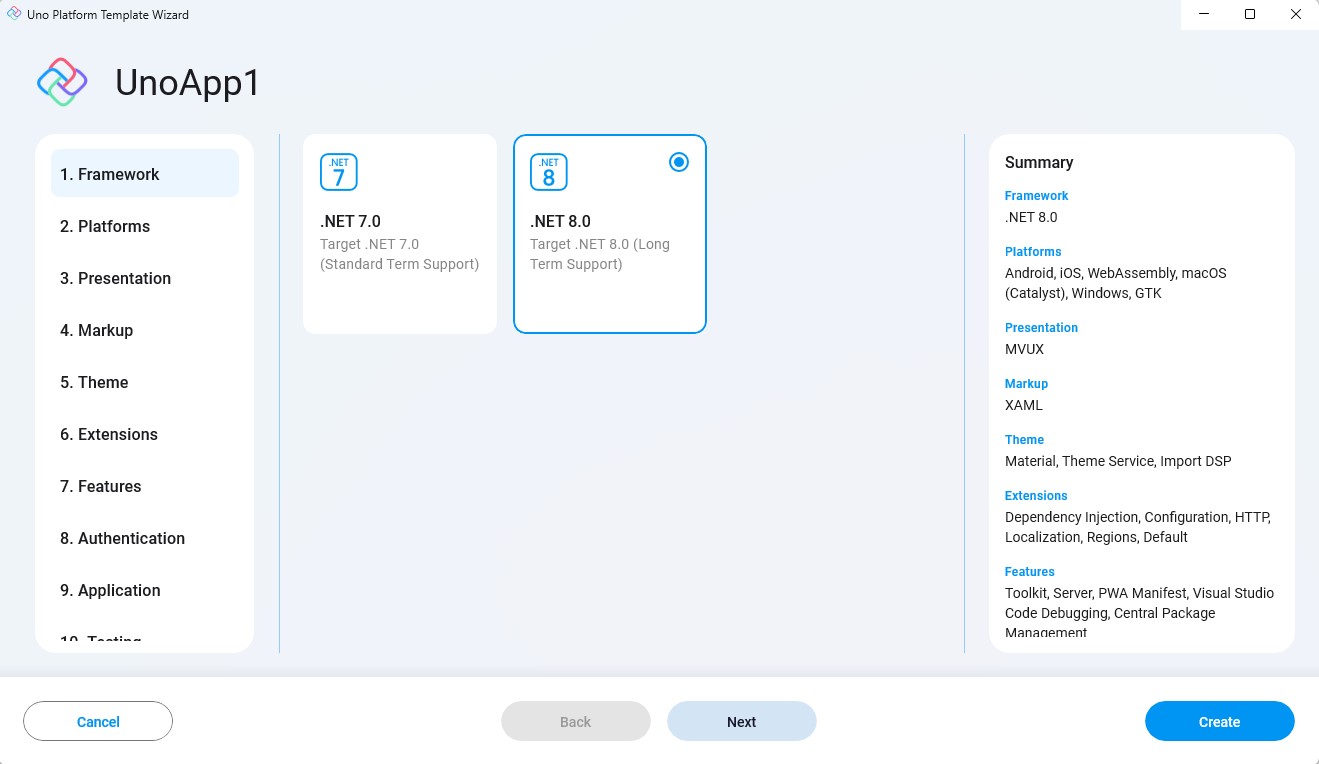 Uno Platform Template Wizard
UnoApp1
1. Framework
2. Platforms
3. Presentation
4. Markup
5. Theme
6. Extensions
7. Features
8. Authentication
9. Application
10. Testing
.NET
7
.NET 7.0
Target .NET 7.0
(Standard Term Support)
.NET
8
.NET 8.0
Target .NET 8.0 (Long
Term Support)
Summary
Framework
.NET 8.0
Platforms
Android, iOS, WebAssembly, macOS
(Catalyst), Windows, GTK
Presentation
MVUX
Markup
XAML
Theme
Material, Theme Service, Import DSP
Extensions
Dependency Injection, Configuration, HTTP,
Localization, Regions, Default
Features
Toolkit, Server, PWA Manifest, Visual Studio
Code Debugging, Central Package
Management
Cancel
Back
Next
Create